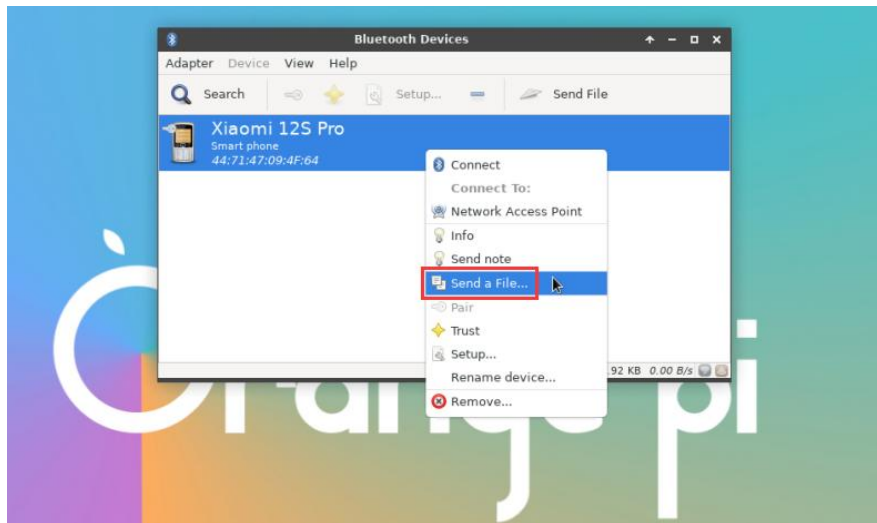 Bluetooth Devices
Adapter Device View Help
Search Setup... Send File
Xiaomi 12S Pro
Smart phone
44:71:47:09:4F:64
Connect
Connect To:
Network Access Point
Info
Send note
Send a File...
Pair
Trust
Setup...
Rename device...
Remove...
.92 KB 0.00 B/s
Orange pi